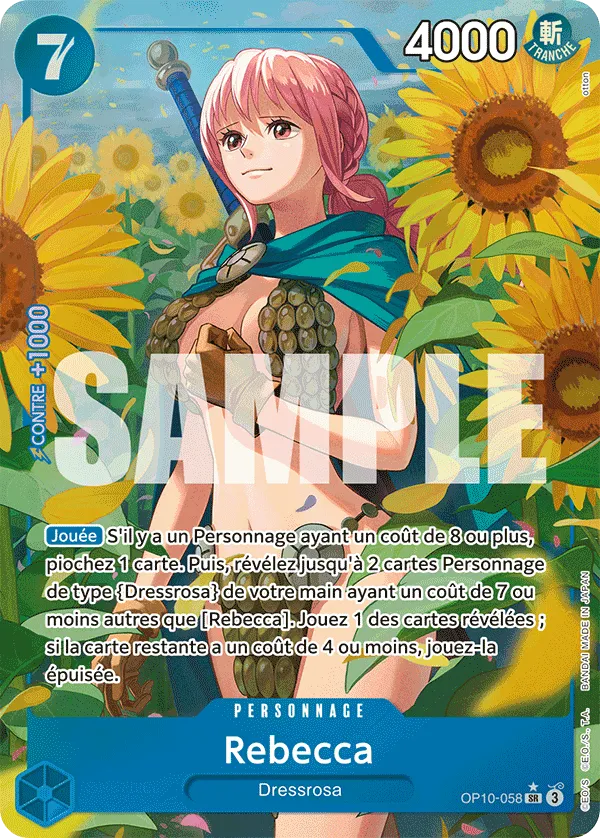 7
4000
斬
TRANCHE
otton
CONTRE +1000
SAMPLE
Jouée S'il y a un Personnage ayant un coût de 8 ou plus,
piochez 1 carte. Puis, révélez jusqu'à 2 cartes Personnage
de type {Dressrosa} de votre main ayant un coût de 7 ou
moins autres que [Rebecca]. Jouez 1 des cartes révélées ;
si la carte restante a un coût de 4 ou moins, jouez-la
épuisée.
PERSONNAGE
Rebecca
Dressrosa
OP10-058 SR 3
©E.O/S ©E.O./S., T.A. BANDAI MADE IN JAPAN